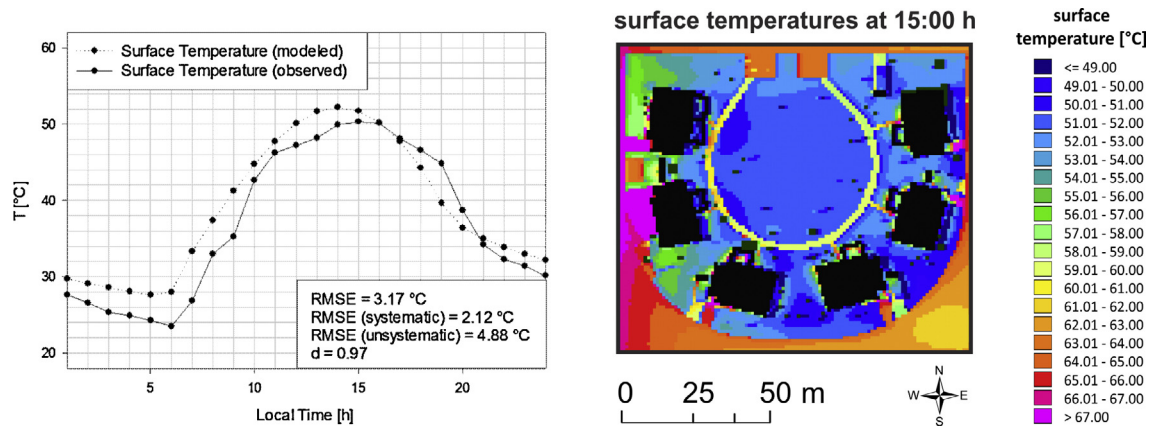 60
50
40
30
20
T [°C]
Surface Temperature (modeled)
Surface Temperature (observed)
RMSE = 3.17 °C
RMSE (systematic) = 2.12 °C
RMSE (unsystematic) = 4.88 °C
d = 0.97
5 10 15 20
Local Time [h]
surface temperatures at 15:00 h
0 25 50 m
N
W E
S
surface
temperature [°C]
<= 49.00
49.01 - 50.00
50.01 - 51.00
51.01 - 52.00
52.01 - 53.00
53.01 - 54.00
54.01 - 55.00
55.01 - 56.00
56.01 - 57.00
57.01 - 58.00
58.01 - 59.00
59.01 - 60.00
60.01 - 61.00
61.01 - 62.00
62.01 - 63.00
63.01 - 64.00
64.01 - 65.00
65.01 - 66.00
66.01 - 67.00
> 67.00